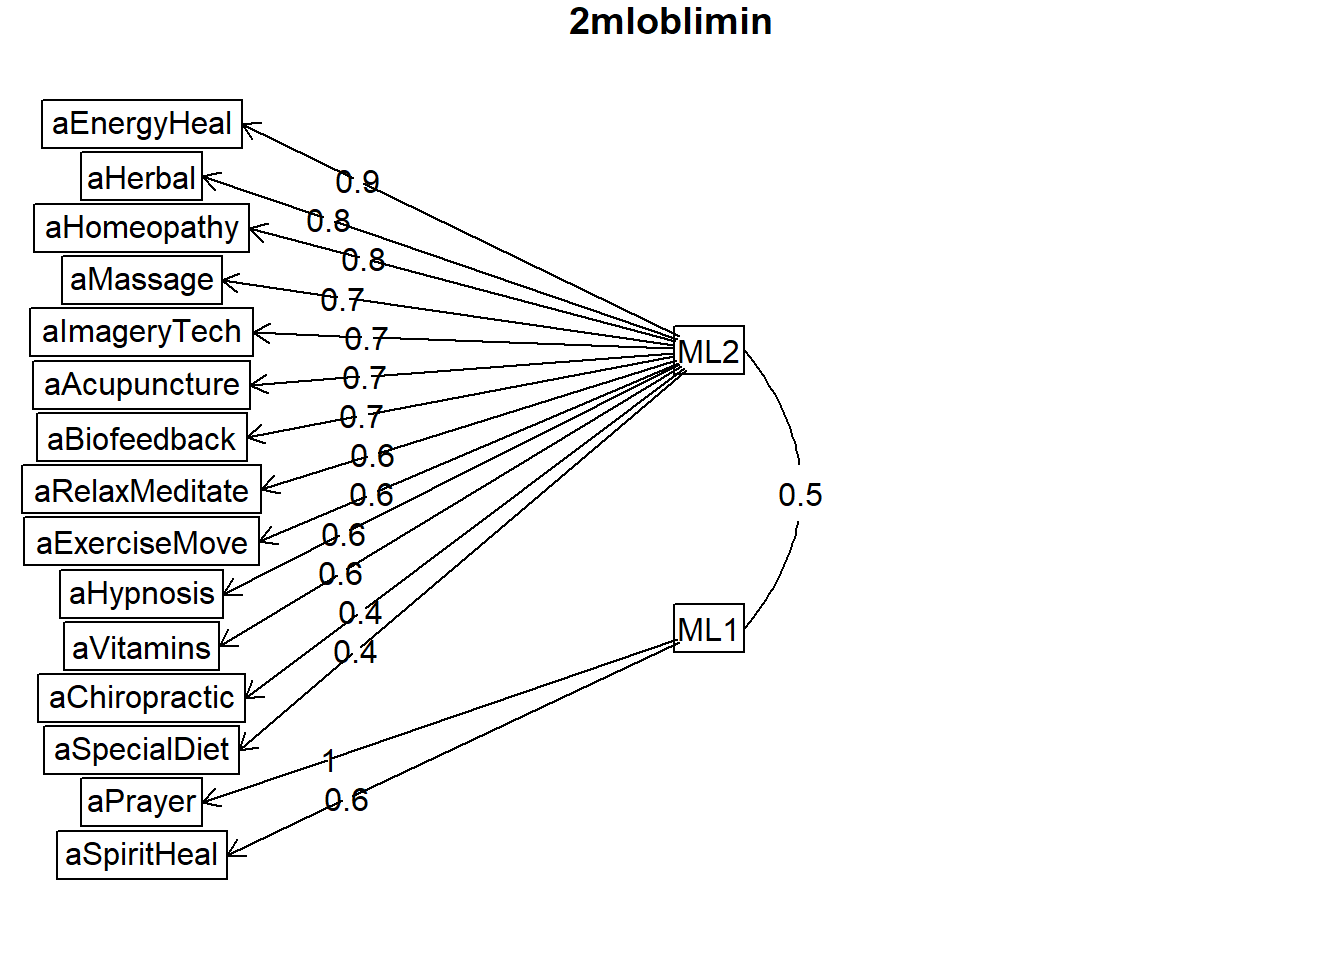 2mloblimin
aEnergyHeal
0.9
aHerbal
0.8
aHomeopathy
0.8
aMassage
0.7
aImageryTech
0.7
ML2
aAcupuncture
0.7
aBiofeedback
0.7
aRelaxMeditate
0.6
aExerciseMove
0.6
0.5
aHypnosis
0.6
aVitamins
0.6
ML1
aChiropractic
0.4
aSpecialDiet
0.4
aPrayer
1
aSpiritHeal
0.6